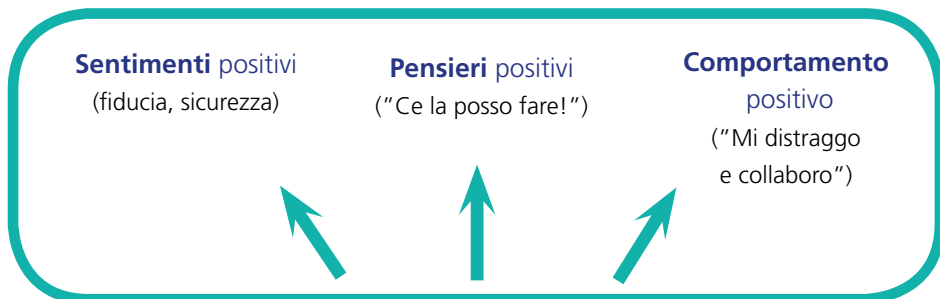 Sentimenti positivi
(fiducia, sicurezza)
Pensieri positivi
(”Ce la posso fare!”)
Comportamento
positivo
(”Mi distraggo
e collaboro”)